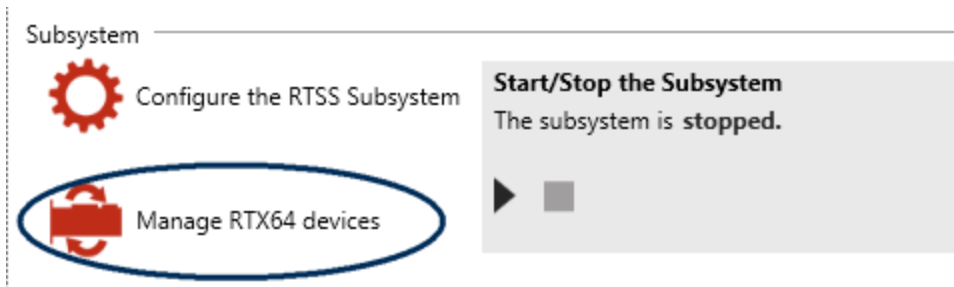 Subsystem
Configure the RTSS Subsystem
Manage RTX64 devices
Start/Stop the Subsystem
The subsystem is stopped.